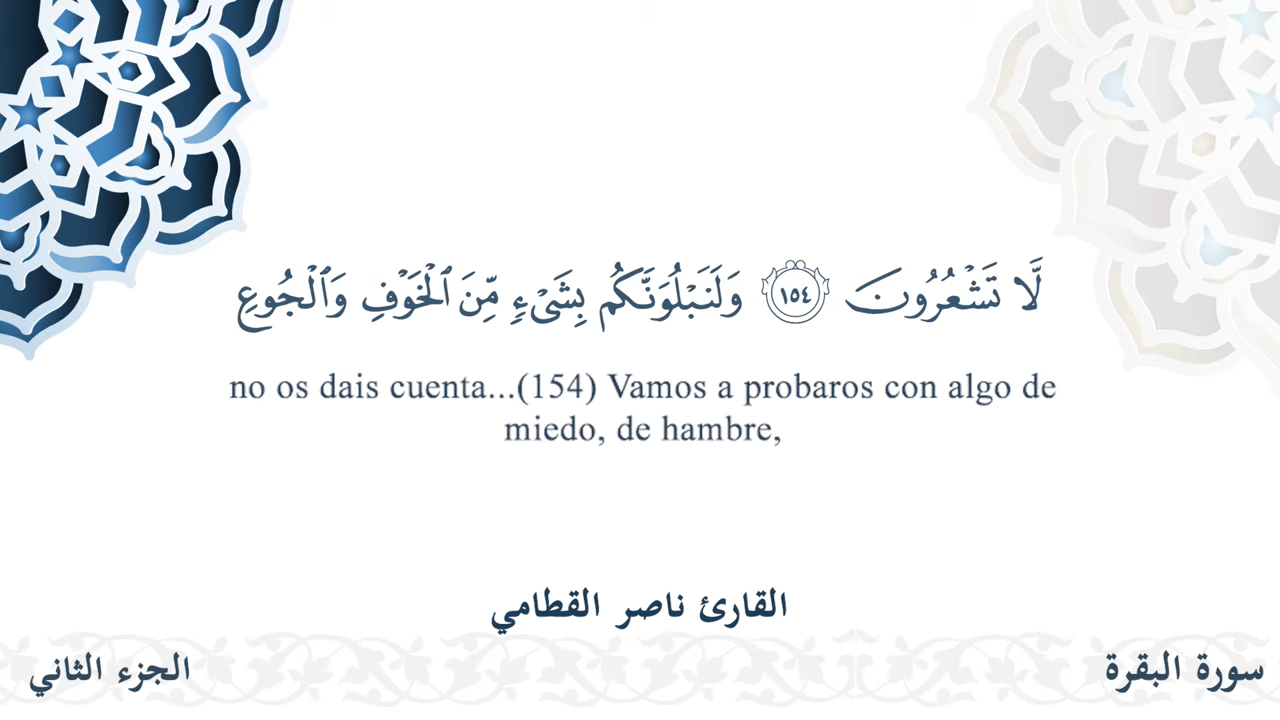 لَّا تَشْعُرُونَ ١٥٤ وَلَنَبْلُوَنَّكُم بِشَىْءٍ مِّنَ ٱلْخَوْفِ وَٱلْجُوعِ
no os dais cuenta...(154) Vamos a probaros con algo de
miedo, de hambre,
القارئ ناصر القطامي
سورة البقرة
الجزء الثاني